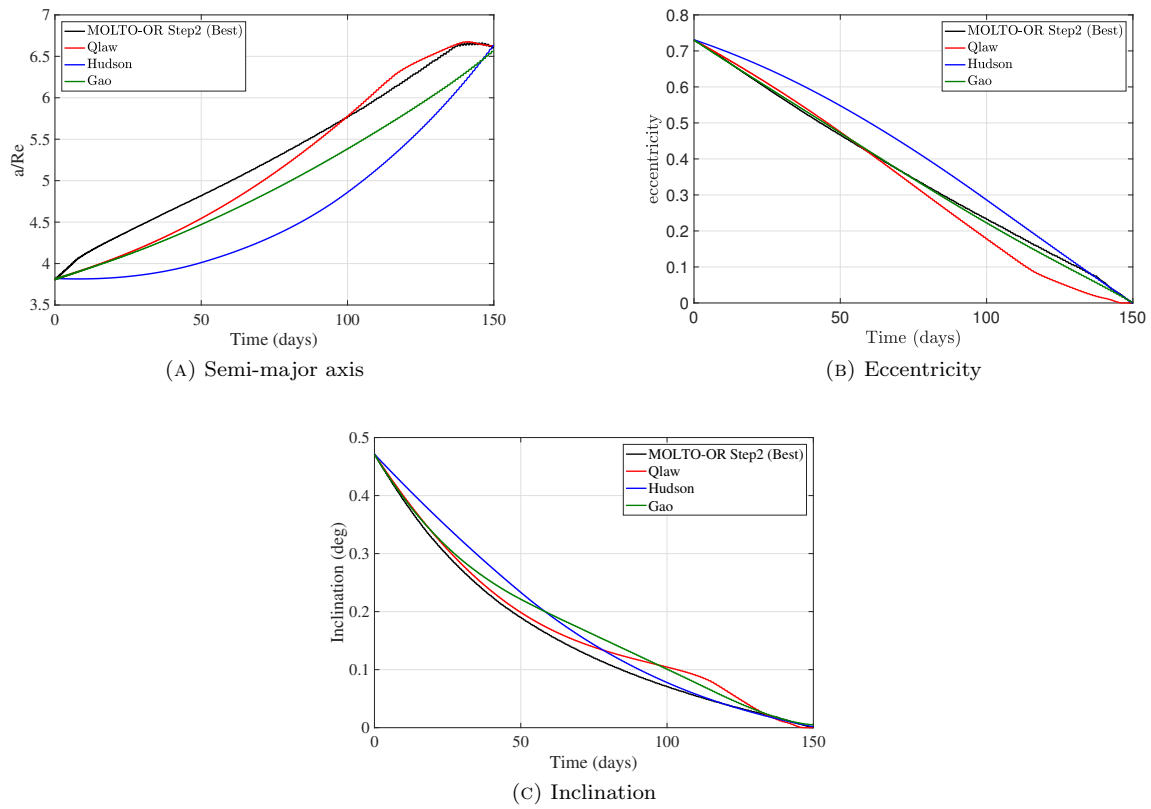 MOLTO-OR Step2 (Best)
Qlaw
Hudson
Gao
7
6.5
6
5.5
5
4.5
4
3.5
a/Re
0 50 100 150
Time (days)
(A) Semi-major axis
MOLTO-OR Step2 (Best)
Qlaw
Hudson
Gao
0.8
0.7
0.6
0.5
0.4
0.3
0.2
0.1
0
eccentricity
0 50 100 150
Time (days)
(B) Eccentricity
MOLTO-OR Step2 (Best)
Qlaw
Hudson
Gao
0.5
0.4
0.3
0.2
0.1
0
Inclination (deg)
0 50 100 150
Time (days)
(C) Inclination